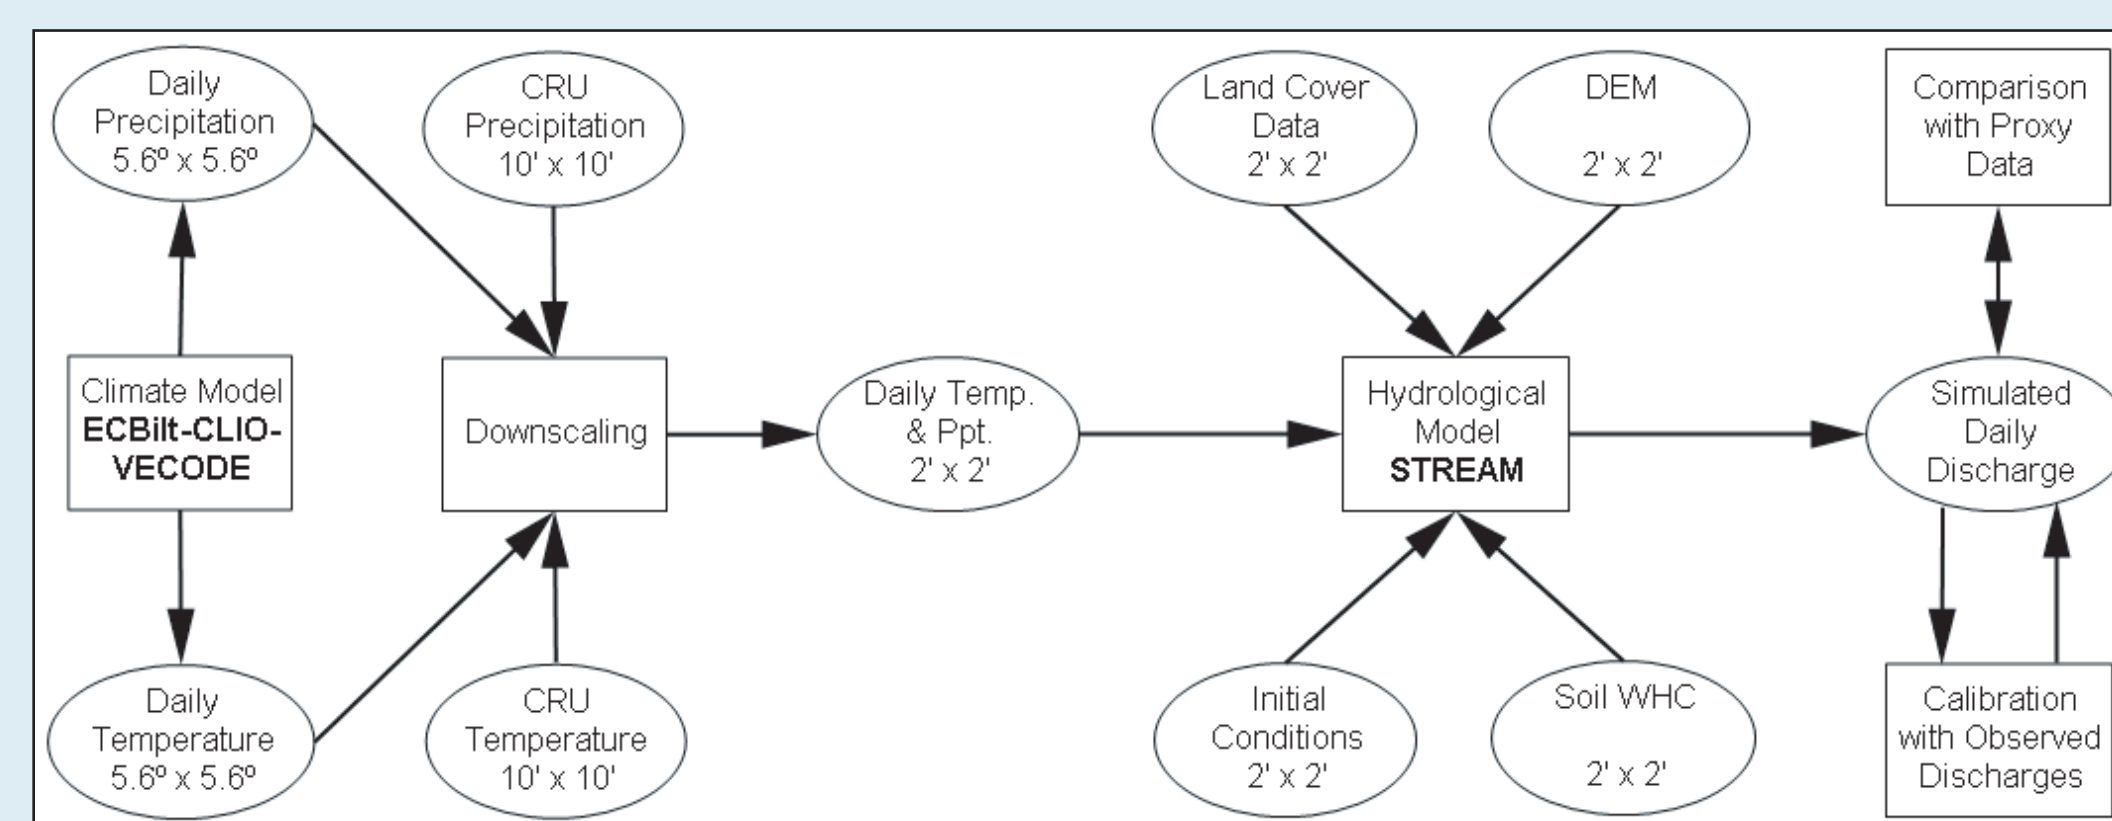 Daily
Precipitation
5.6º x 5.6º
CRU
Precipitation
10' x 10'
Land Cover
Data
2' x 2'
DEM
2' x 2'
Comparison
with Proxy
Data
Climate Model
ECBilt-CLIO-
VECODE
Downscaling
Daily Temp.
& Ppt.
2' x 2'
Hydrological
Model
STREAM
Simulated
Daily
Discharge
Daily
Temperature
5.6º x 5.6º
CRU
Temperature
10' x 10'
Initial
Conditions
2' x 2'
Soil WHC
2' x 2'
Calibration
with Observed
Discharges